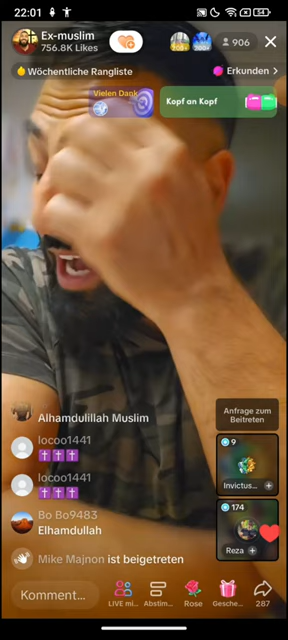 22:01
54
Ex-muslim
756.8K Likes
906
Wöchentliche Rangliste
Erkunden >
Vielen Dank
Kopf an Kopf
Alhamdulillah Muslim
Anfrage zum
Beitreten
locoo1441
✝️✝️✝️
9
Invictus...
locoo1441
✝️✝️✝️
Bo Bo9483
Elhamdullah
174
Reza
Mike Majnon ist beigetreten
Komment...
LIVE mi...
Abstim...
Rose
Gesche...
287